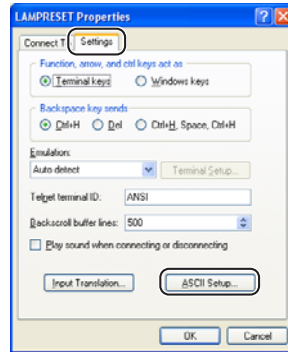 LAMPRESET Properties
Connect T
Settings
Function, arrow, and ctrl keys act as
Terminal keys
Windows keys
Backspace key sends
Ctrl+H
Del
Ctrl+H, Space, Ctrl+H
Emulation:
Auto detect
Terminal Setup...
Telnet terminal ID:
ANSI
Backscroll buffer lines:
500
Play sound when connecting or disconnecting
Input Translation...
ASCII Setup...
OK
Cancel